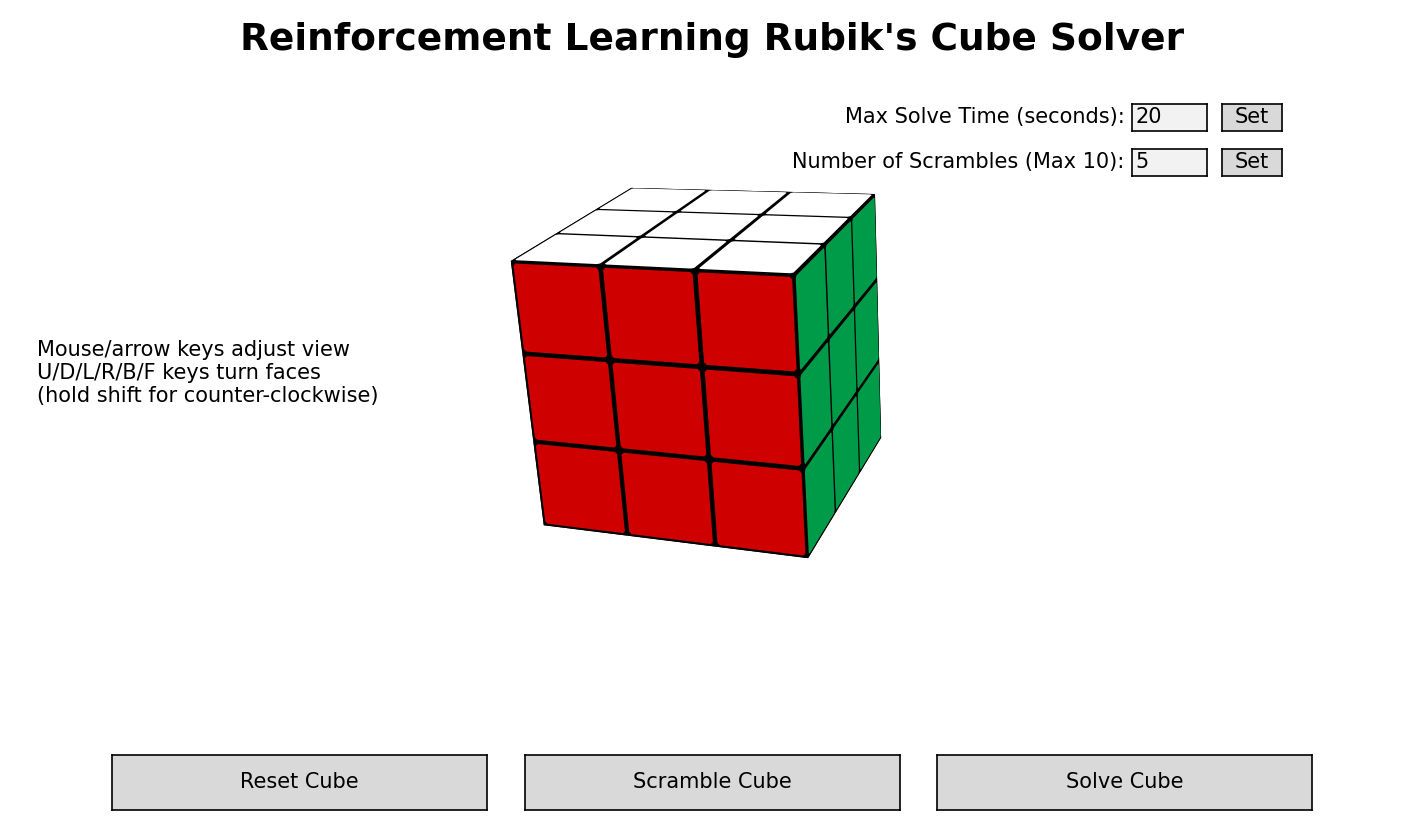 Reinforcement Learning Rubik's Cube Solver
Max Solve Time (seconds): 20 Set
Number of Scrambles (Max 10): 5 Set
Mouse/arrow keys adjust view
U/D/L/R/B/F keys turn faces
(hold shift for counter-clockwise)
Reset Cube Scramble Cube Solve Cube